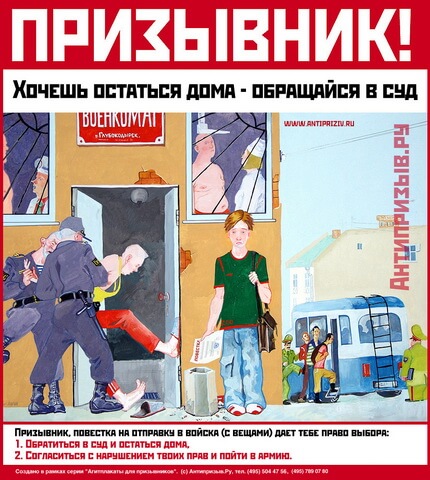 ПРИЗЫВНИК!
Хочешь остаться дома - обращайся в суд
ВОЕНКОМАТ
г. Глубокодырск.
www.antipriziv.ru
Антипризыв.ру
ПОВЕСТКА
Призывник, повестка на отправку в войска (с вещами) дает тебе право выбора:
1. Обратиться в суд и остаться дома,
2. Согласиться с нарушением твоих прав и пойти в армию.
Создано в рамках серии "Агитплакаты для призывников". (с) Антипризыв.Ру, тел. (495) 504 47 56, (495) 789 07 80